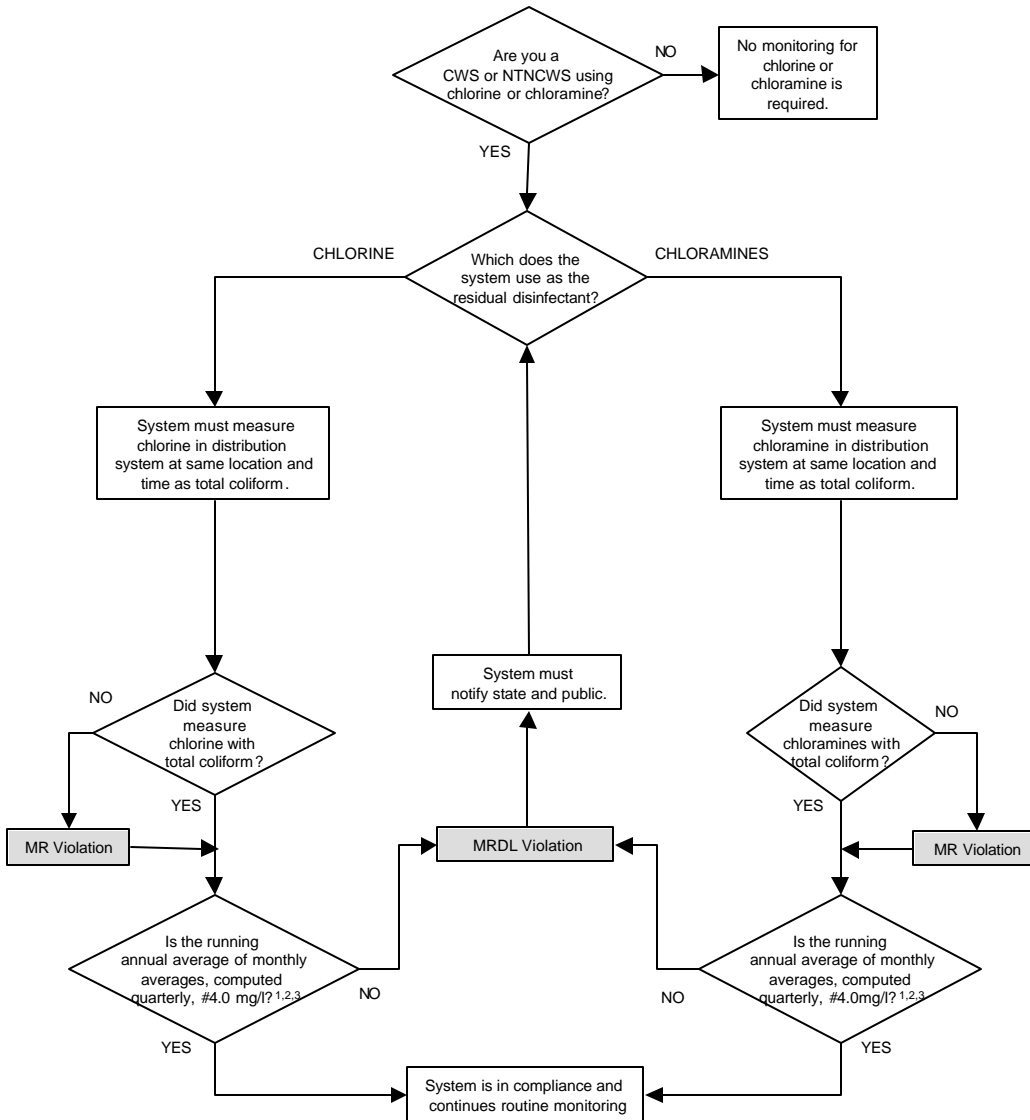 Are you a
CWS or NTNCWS using
chlorine or chloramine?
NO
No monitoring for
chlorine or
chloramine is
required.
YES
CHLORINE
Which does the
system use as the
residual disinfectant?
CHLORAMINES
System must measure
chlorine in distribution
system at same location and
time as total coliform.
System must measure
chloramine in distribution
system at same location and
time as total coliform.
System must
notify state and public.
NO
Did system
measure
chlorine with
total coliform?
YES
Did system
measure
chloramines with
total coliform?
NO
YES
MR Violation
MRDL Violation
MR Violation
Is the running
annual average of monthly
averages, computed
quarterly, #4.0 mg/l? 1,2,3
NO
YES
Is the running
annual average of monthly
averages, computed
quarterly, #4.0mg/l? 1,2,3
NO
YES
System is in compliance and
continues routine monitoring